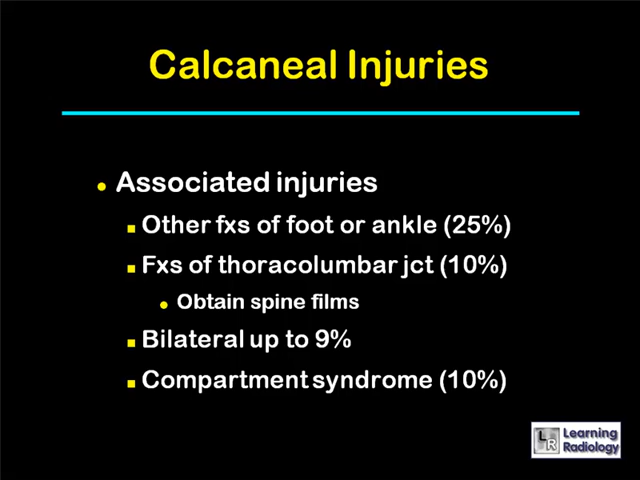 Calcaneal Injuries
Associated injuries
Other fxs of foot or ankle (25%)
Fxs of thoracolumbar jct (10%)
Obtain spine films
Bilateral up to 9%
Compartment syndrome (10%)
LR Learning
Radiology